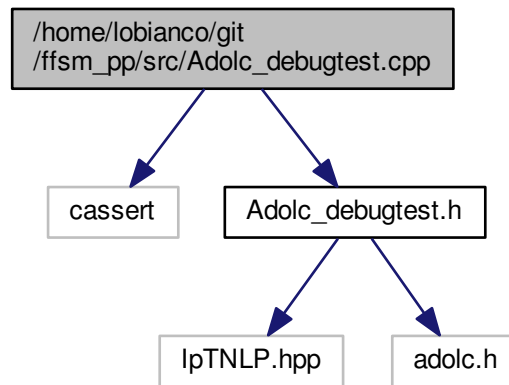 /home/lobianco/git
/ffsm_pp/src/Adolc_debugtest.cpp
cassert
Adolc_debugtest.h
IpTNLP.hpp
adolc.h